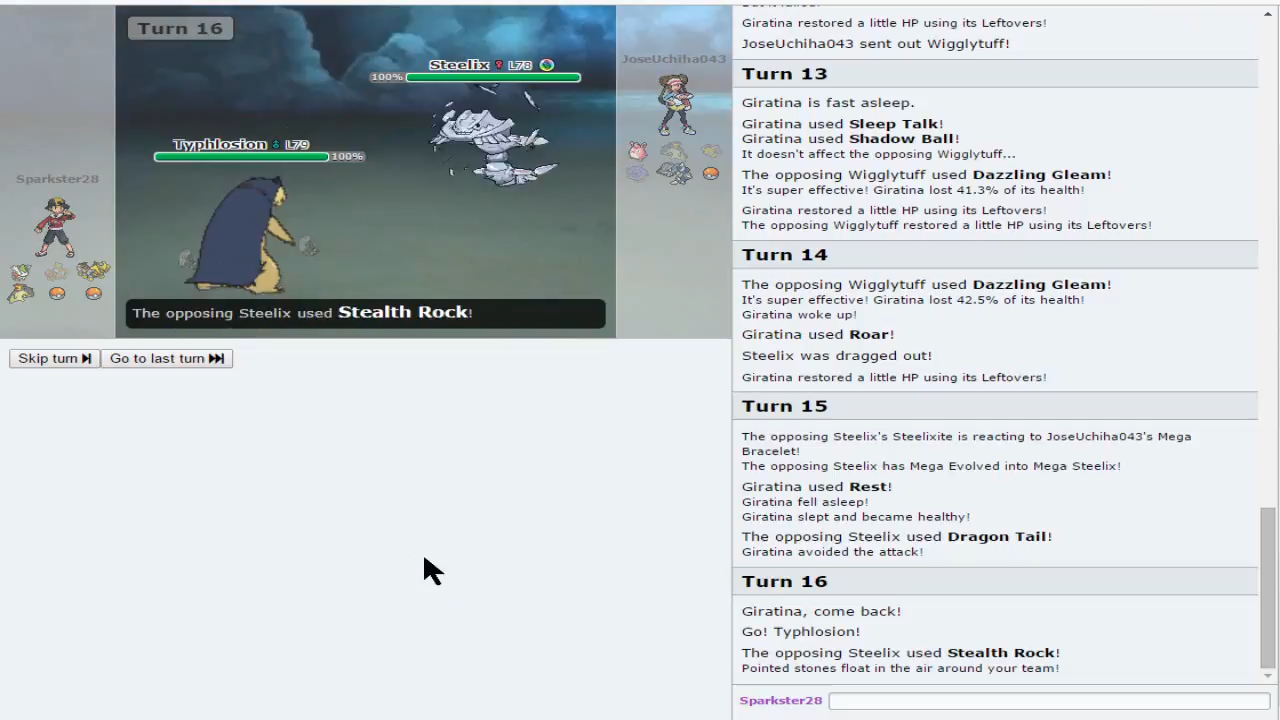 Turn 16
Steelix L78
100%
JoseUchiha043
Typhlosion L79
100%
Sparkster28
The opposing Steelix used Stealth Rock!
Skip turn
Go to last turn
Giratina restored a little HP using its Leftovers!
JoseUchiha043 sent out Wigglytuff!
Turn 13
Giratina is fast asleep.
Giratina used Sleep Talk!
Giratina used Shadow Ball!
It doesn't affect the opposing Wigglytuff...
The opposing Wigglytuff used Dazzling Gleam!
It's super effective! Giratina lost 41.3% of its health!
Giratina restored a little HP using its Leftovers!
The opposing Wigglytuff restored a little HP using its Leftovers!
Turn 14
The opposing Wigglytuff used Dazzling Gleam!
It's super effective! Giratina lost 42.5% of its health!
Giratina woke up!
Giratina used Roar!
Steelix was dragged out!
Giratina restored a little HP using its Leftovers!
Turn 15
The opposing Steelix's Steelixite is reacting to JoseUchiha043's Mega
Bracelet!
The opposing Steelix has Mega Evolved into Mega Steelix!
Giratina used Rest!
Giratina fell asleep!
Giratina slept and became healthy!
The opposing Steelix used Dragon Tail!
Giratina avoided the attack!
Turn 16
Giratina, come back!
Go! Typhlosion!
The opposing Steelix used Stealth Rock!
Pointed stones float in the air around your team!
Sparkster28